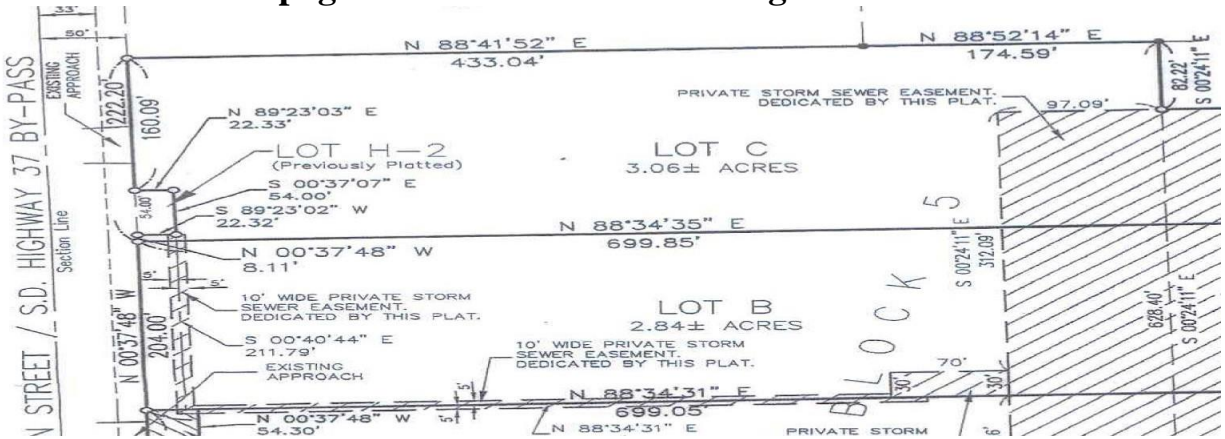 33'
50'
EXISTING
APPROACH
222.20'
160.09'
N 88°41'52" E
433.04'
N 88°52'14" E
174.59'
82.22'
S 00°24'11" E
PRIVATE STORM SEWER EASEMENT.
DEDICATED BY THIS PLAT.
97.09'
N 89°23'03" E
22.33'
LOT H-2
(Previously Platted)
S 00°37'07" E
54.00'
54.00'
S 89°23'02" W
22.32'
LOT C
3.06± ACRES
N 88°34'35" E
699.85'
N 00°37'48" W
8.11'
5'
5'
10' WIDE PRIVATE STORM
SEWER EASEMENT.
DEDICATED BY THIS PLAT.
S 00°40'44" E
211.79'
EXISTING
APPROACH
N 00°37'48" W
204.00'
STREET / S.D. HIGHWAY 37 BY-PASS
Section Line
LOT B
2.84± ACRES
10' WIDE PRIVATE STORM
SEWER EASEMENT.
DEDICATED BY THIS PLAT.
BLOCK 5
S 00°24'11" E
312.09'
628.40'
S 00°24'11" E
70'
30'
30'
N 88°34'31" E
699.05'
5'
5'
N 00°37'48" W
54.30'
N 88°34'31" E
PRIVATE STORM